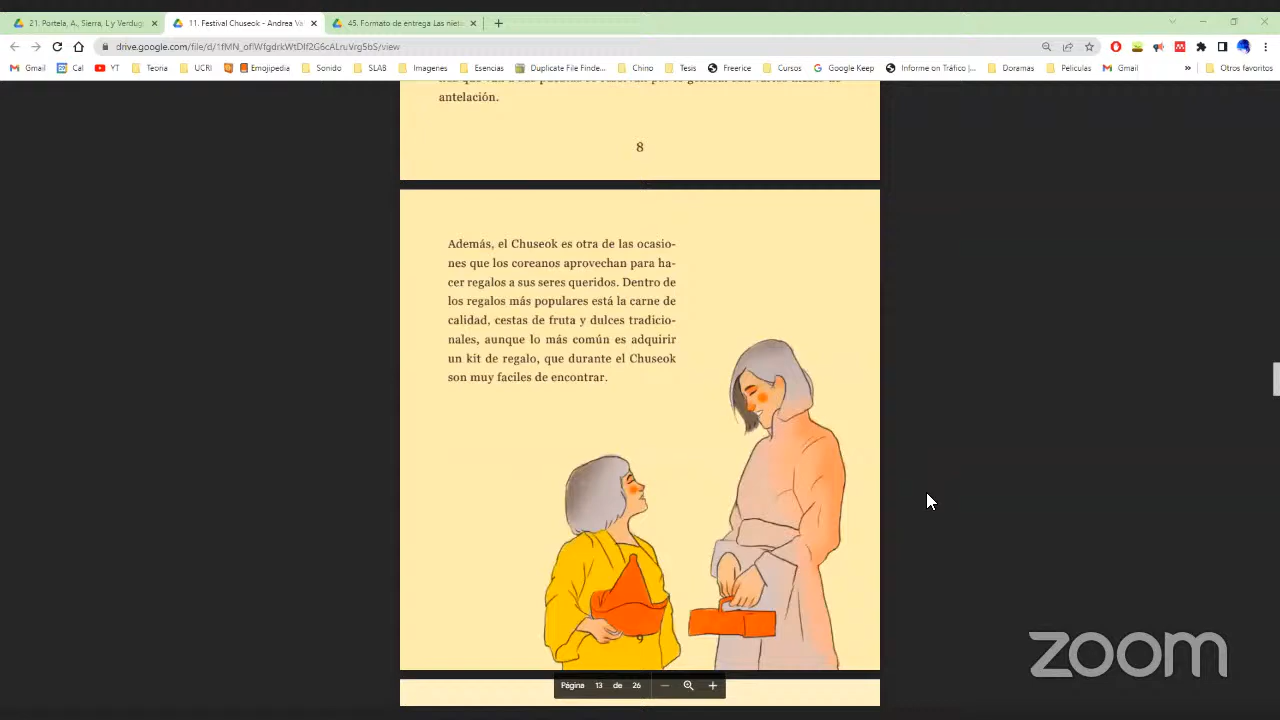 21. Portela, A., Sierra, L y Verdug
11. Festival Chuseok - Andrea Va
45. Formato de entrega Las niet
drive.google.com/file/d/1fMN_oflWfgdrkWtDlf2G6cALruVrgSbS/view
Gmail
Cal
YT
Teoria
UCRI
Emojipedia
Sonido
SLAB
Imagenes
Chino
Esencias
Duplicate File Finde...
Tesis
Freerice
Cursos
Google Keep
Informe on Tráfico |...
Doramas
Peliculas
Gmail
»
Otros favoritos
antelación.
8
Además, el Chuseok es otra de las ocasio-
nes que los coreanos aprovechan para ha-
cer regalos a sus seres queridos. Dentro de
los regalos más populares está la carne de
calidad, cestas de fruta y dulces tradicio-
nales, aunque lo más común es adquirir
un kit de regalo, que durante el Chuseok
son muy faciles de encontrar.
9
Página 13 de 26
zoom